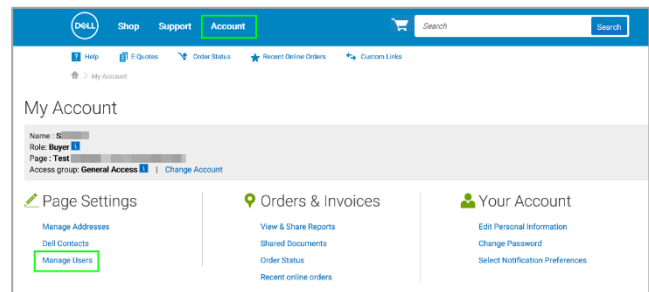 DELL Shop Support Account Search Search
Help E-Quotes Order Status Recent Online Orders Custom Links
> My Account
My Account
Name : S
Role: Buyer
Page : Test
Access group: General Access | Change Account
Page Settings Orders & Invoices Your Account
Manage Addresses View & Share Reports Edit Personal Information
Dell Contacts Shared Documents Change Password
Manage Users Order Status Select Notification Preferences
Recent online orders